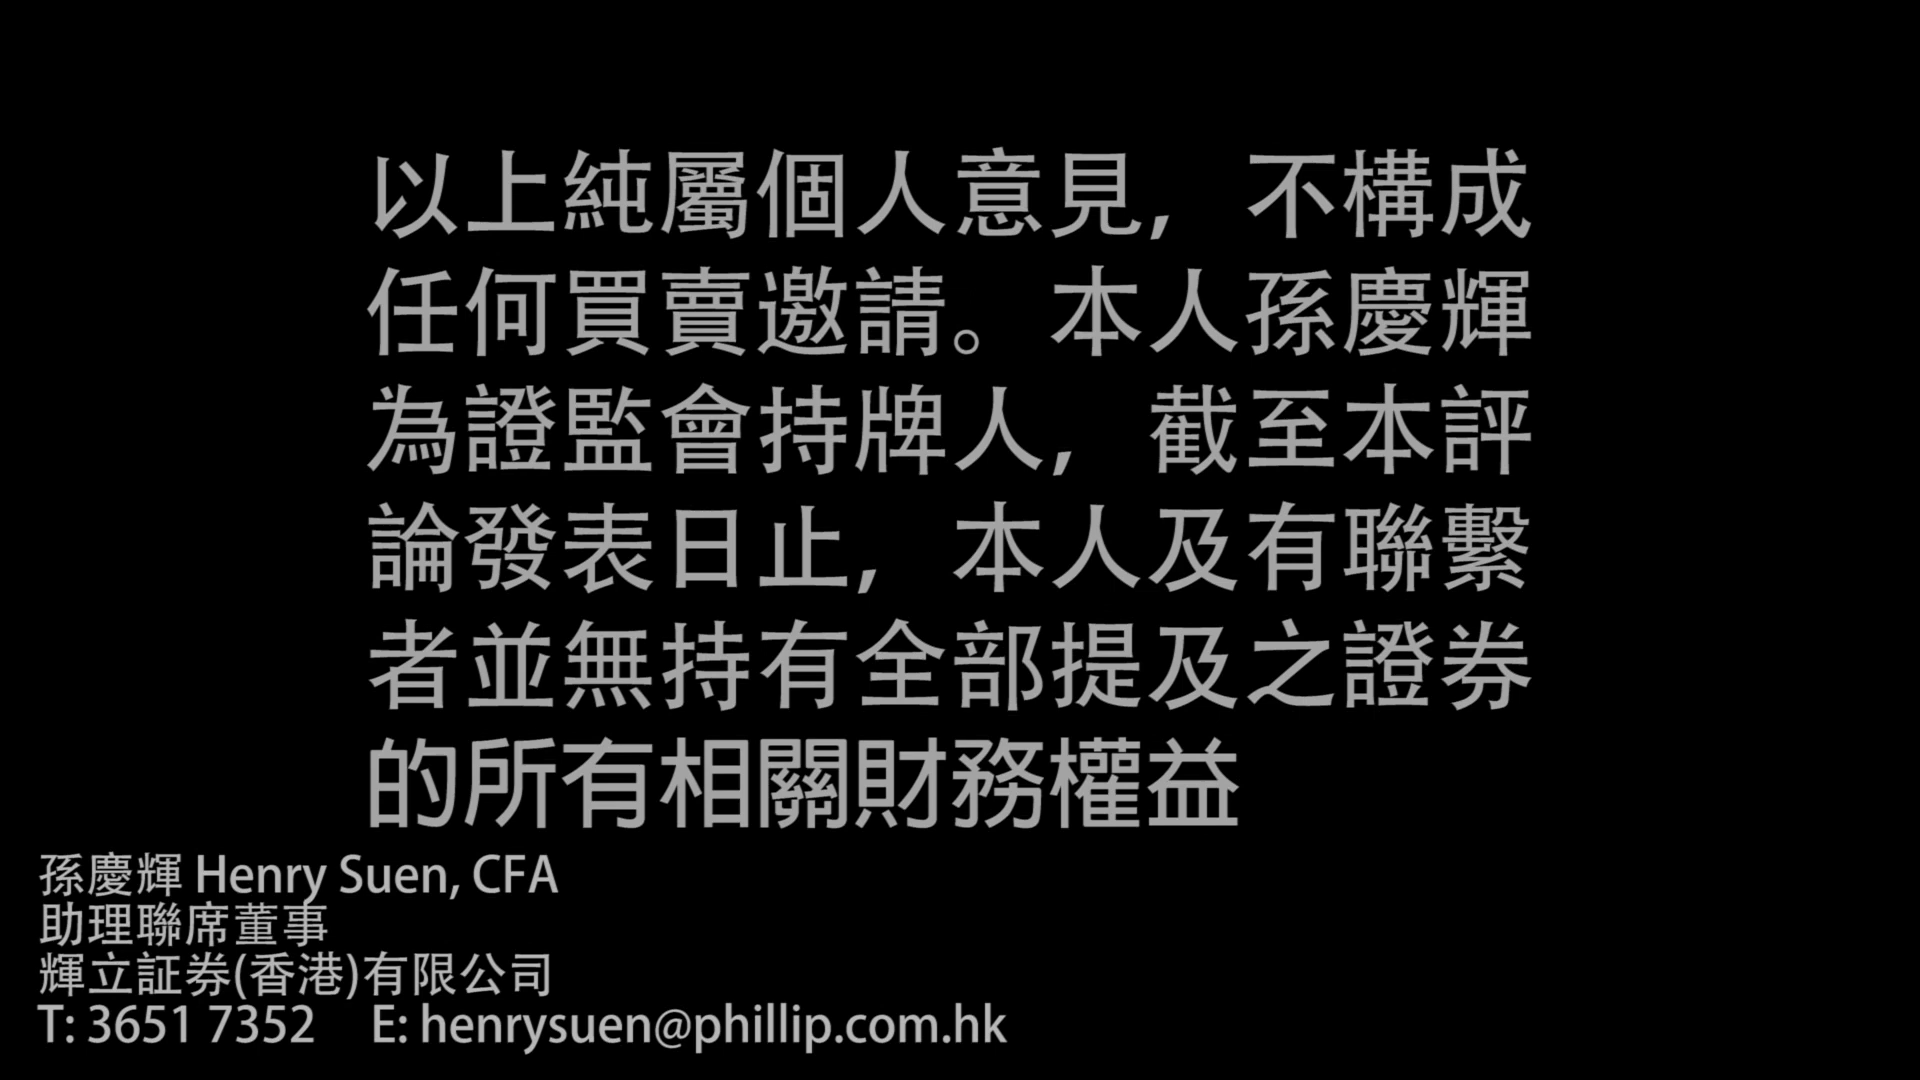 以上純屬個人意見，不構成
任何買賣邀請。本人孫慶輝
為證監會持牌人，截至本評
論發表日止，本人及有聯繫
者並無持有全部提及之證券
的所有相關財務權益
孫慶輝 Henry Suen, CFA
助理聯席董事
輝立証券(香港)有限公司
T: 3651 7352 E: henrysuen@phillip.com.hk